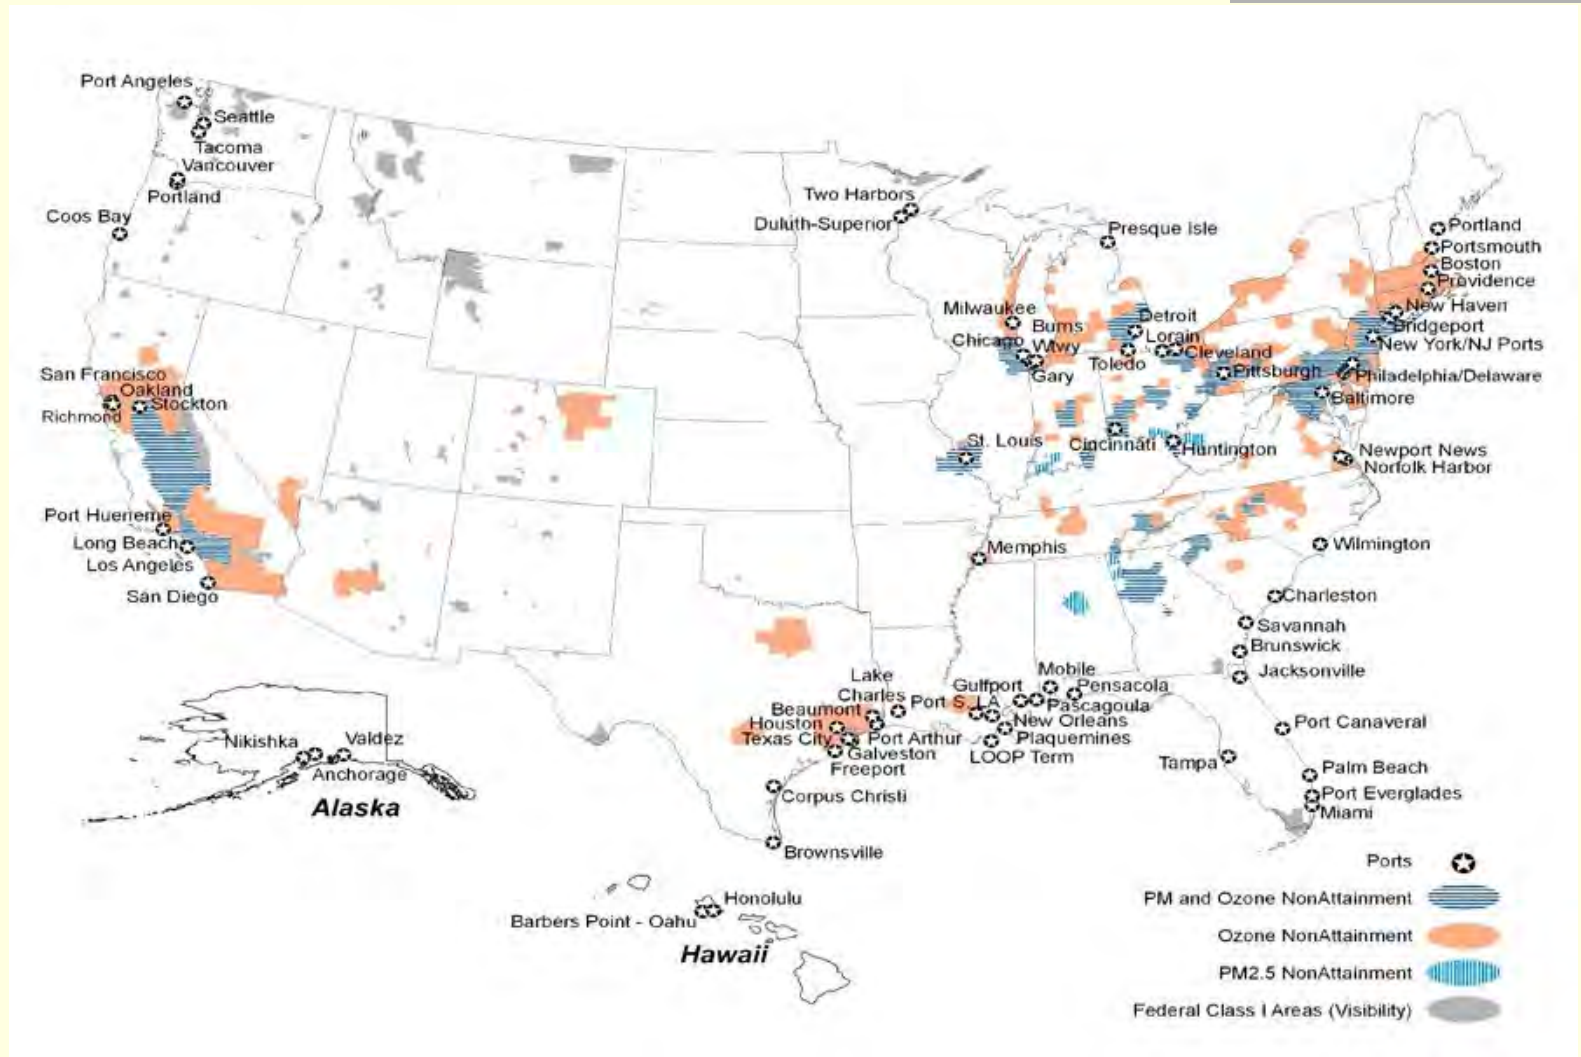 Port Angeles
Seattle
Tacoma
Vancouver
Portland
Coos Bay
San Francisco
Oakland
Stockton
Richmond
Port Hueneme
Long Beach
Los Angeles
San Diego
Two Harbors
Duluth-Superior
Presque Isle
Milwaukee
Burns
Wtwy
Chicago
Gary
Detroit
Lorain
Toledo
Cleveland
Pittsburgh
Portland
Portsmouth
Boston
Providence
New Haven
Bridgeport
New York/NJ Ports
Philadelphia/Delaware
Baltimore
St. Louis
Cincinnati
Huntington
Newport News
Norfolk Harbor
Memphis
Wilmington
Charleston
Savannah
Brunswick
Jacksonville
Lake
Charles
Beaumont
Houston
Texas City
Port Arthur
Galveston
Freeport
Port S. LA
Gulfport
Mobile
Pensacola
Pascagoula
New Orleans
Plaquemines
LOOP Term
Corpus Christi
Brownsville
Port Canaveral
Tampa
Palm Beach
Port Everglades
Miami
Nikishka
Valdez
Anchorage
Alaska
Honolulu
Barbers Point - Oahu
Hawaii
Ports
PM and Ozone NonAttainment
Ozone NonAttainment
PM2.5 NonAttainment
Federal Class I Areas (Visibility)